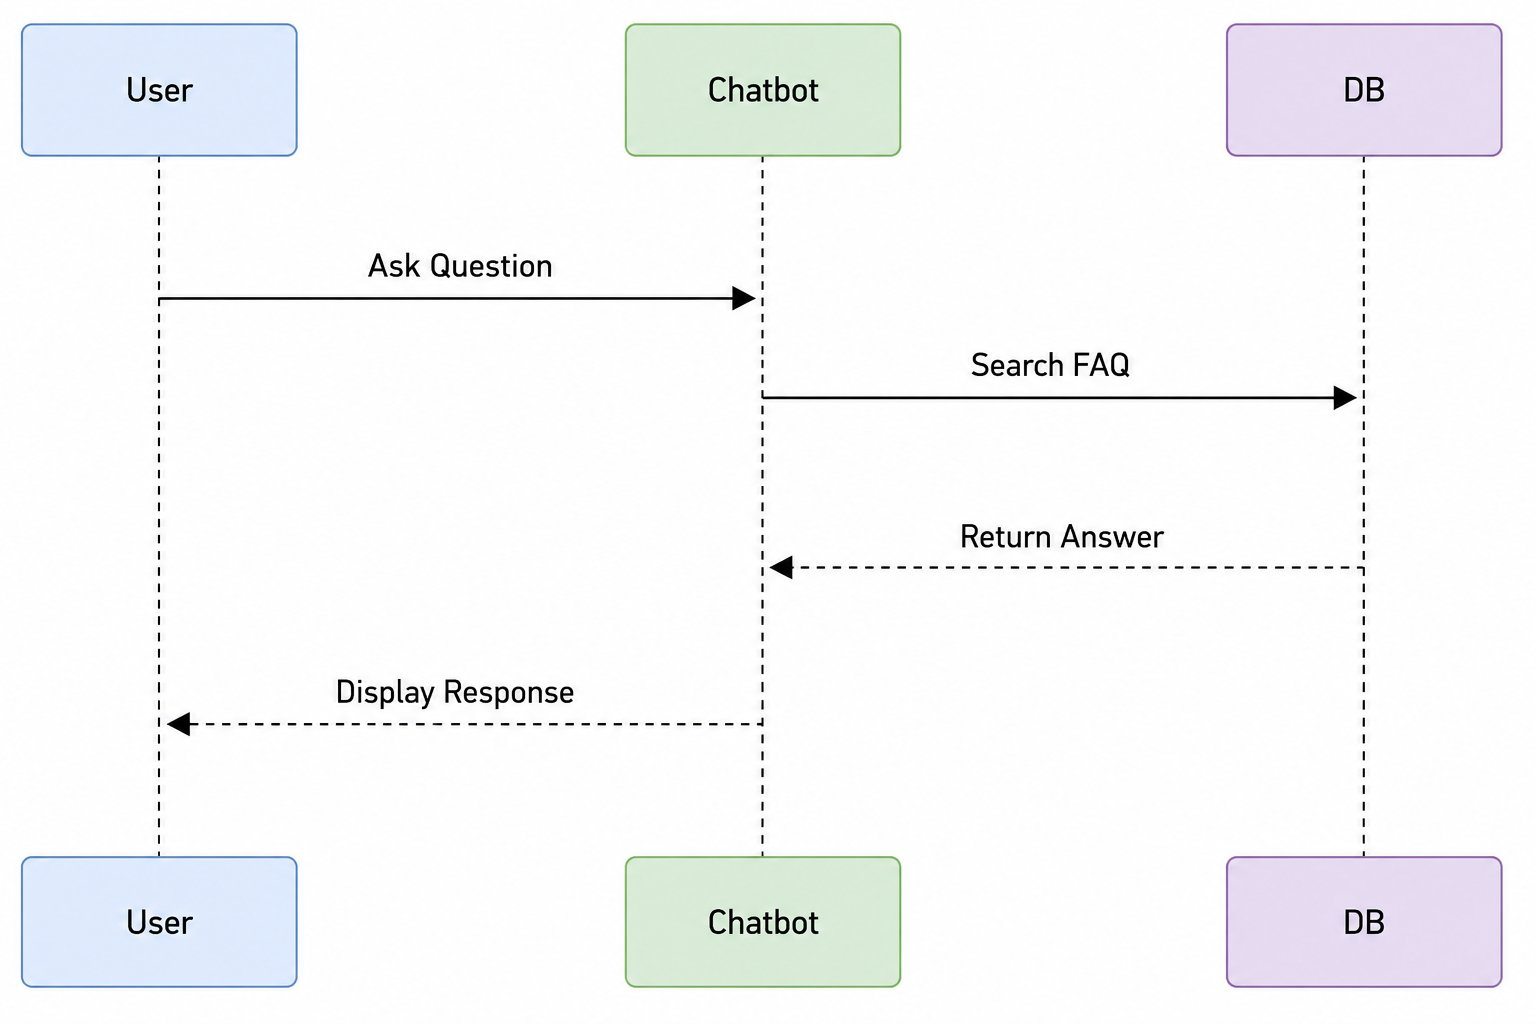 User
Chatbot
DB
Ask Question
Search FAQ
Return Answer
Display Response
User
Chatbot
DB